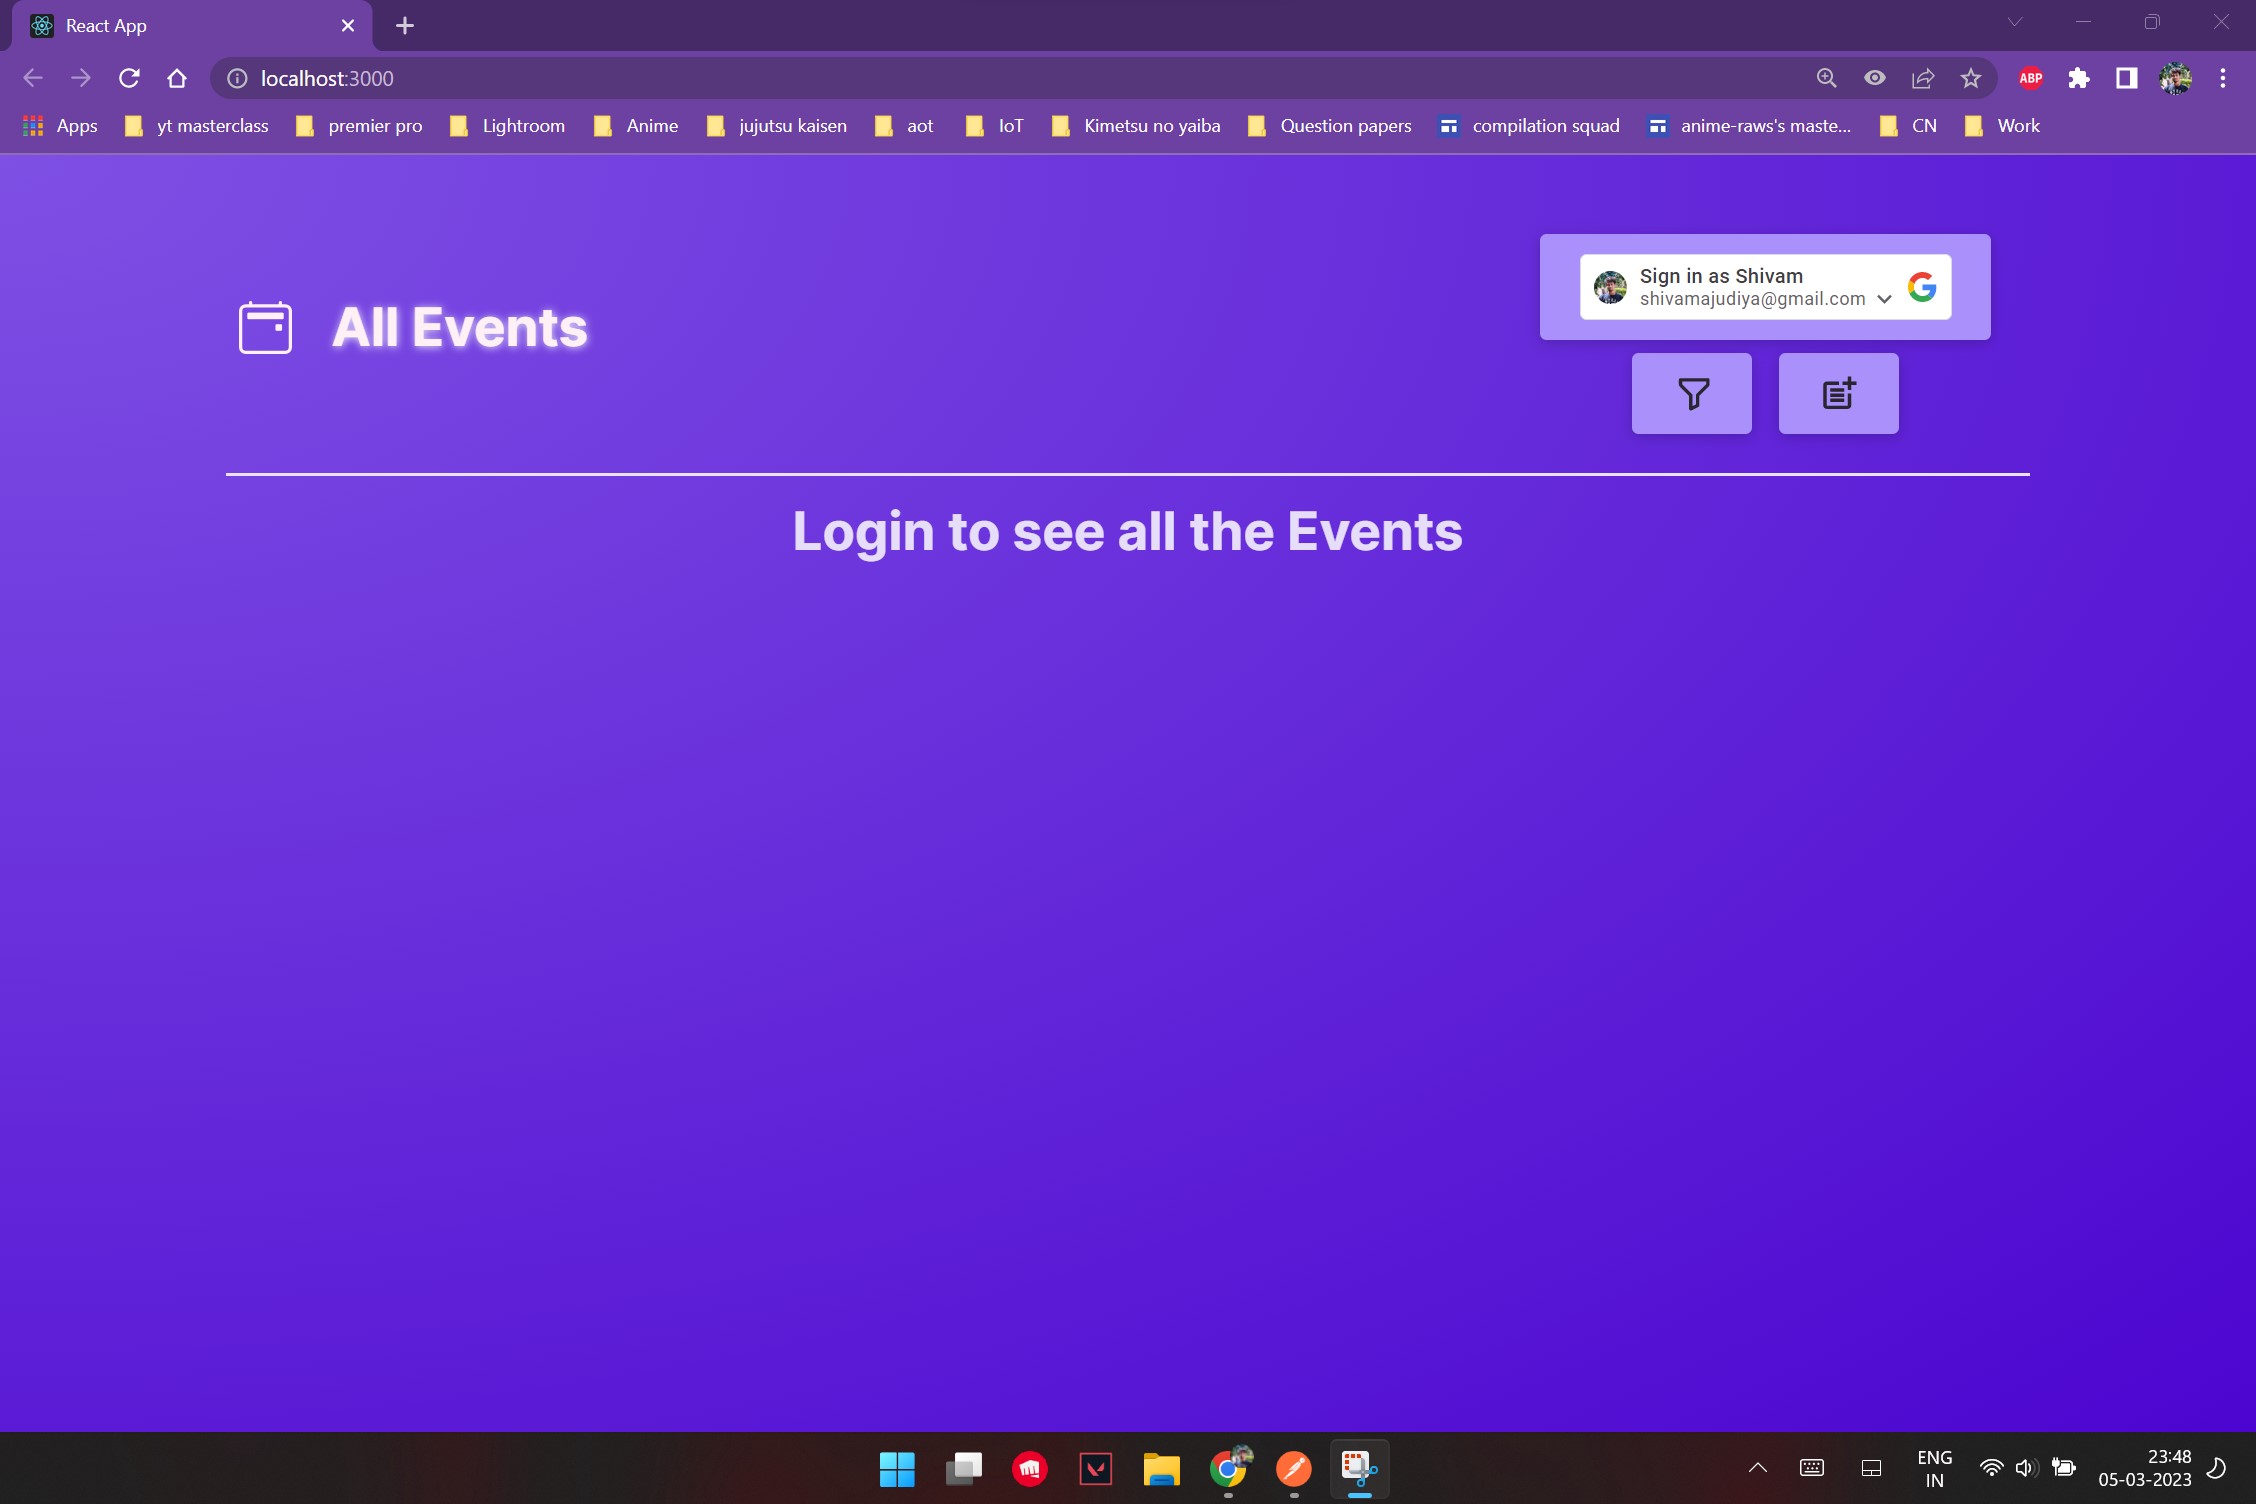 React App
localhost:3000
ABP
Apps yt masterclass premier pro Lightroom Anime jujutsu kaisen aot IoT Kimetsu no yaiba Question papers compilation squad anime-raws's maste... CN Work
All Events
Sign in as Shivam
shivamajudiya@gmail.com
Login to see all the Events
ENG
IN
23:48
05-03-2023